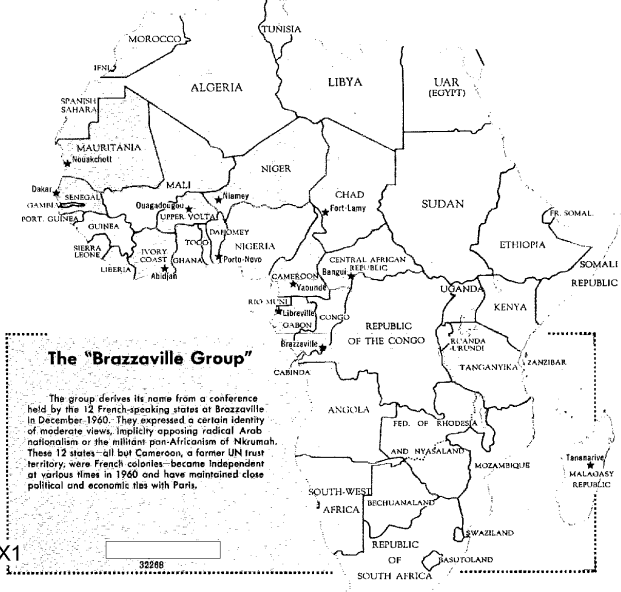 TUNISIA
MOROCCO
IFNI
ALGERIA
LIBYA
UAR
(EGYPT)
SPANISH
SAHARA
MAURITANIA
Nouakchott
MALI
NIGER
CHAD
Fort-Lamy
SUDAN
FR. SOMAL.
Dakar
SENEGAL
GAMBIA
PORT. GUINEA
GUINEA
Ouagadougou
UPPER VOLTA
Niamey
DAHOMEY
TOGO
NIGERIA
SIERRA
LEONE
LIBERIA
IVORY
COAST
GHANA
Abidjan
Porto-Novo
ETHIOPIA
SOMALI
REPUBLIC
CENTRAL AFRICAN
REPUBLIC
Bangui
CAMEROON
Yaounde
RIO MUNI
Libreville
GABON
CONGO
Brazzaville
CABINDA
REPUBLIC
OF THE CONGO
UGANDA
KENYA
RUANDA
-URUNDI
TANGANYIKA
ZANZIBAR
The "Brazzaville Group"
The group derives its name from a conference
held by the 12 French-speaking states at Brazzaville
in December 1960. They expressed a certain identity
of moderate views, implicity opposing radical Arab
nationalism or the militant pan-Africanism of Nkrumah.
These 12 states—all but Cameroon, a former UN trust
territory, were French colonies—became independent
at various times in 1960 and have maintained close
political and economic ties with Paris.
ANGOLA
FED. OF RHODESIA
AND NYASALAND
MOZAMBIQUE
Tananarive
MALAGASY
REPUBLIC
SOUTH-WEST
AFRICA
BECHUANALAND
SWAZILAND
BASUTOLAND
REPUBLIC
OF
SOUTH AFRICA
X1
32268